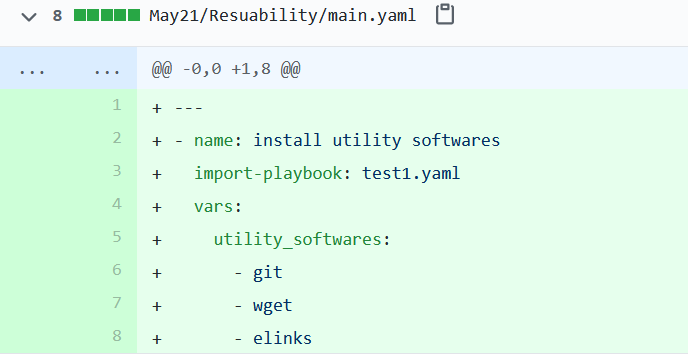 8 May21/Resuability/main.yaml
... ... @@ -0,0 +1,8 @@
1 + ---
2 + - name: install utility softwares
3 +   import-playbook: test1.yaml
4 +   vars:
5 +     utility_softwares:
6 +       - git
7 +       - wget
8 +       - elinks